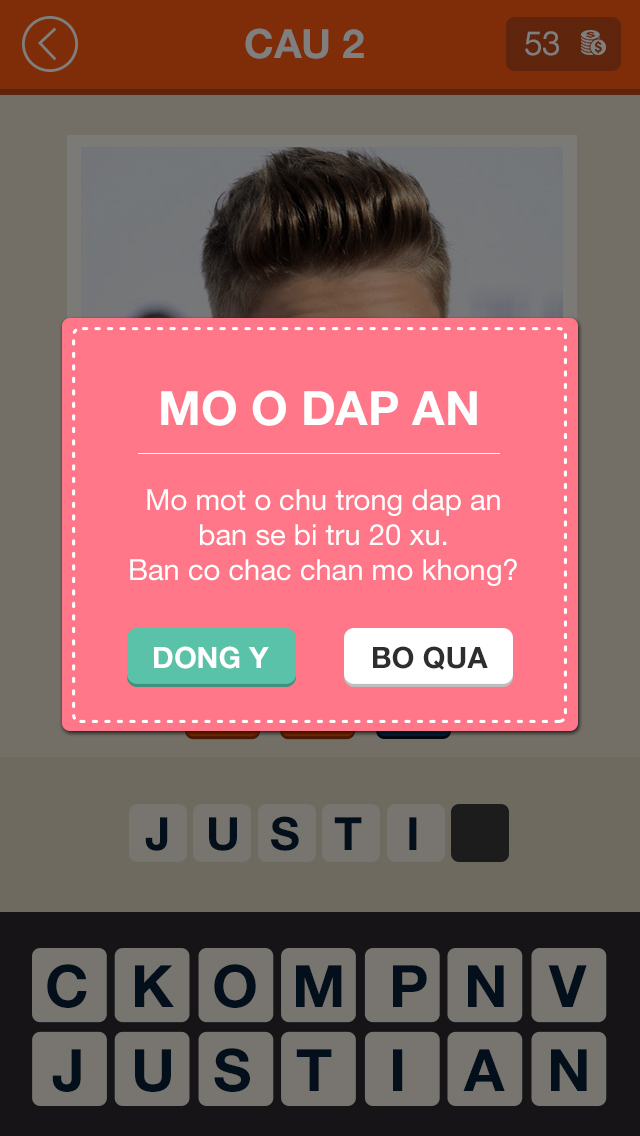 CAU 2
53
MO O DAP AN
Mo mot o chu trong dap an
ban se bi tru 20 xu.
Ban co chac chan mo khong?
DONG Y
BO QUA
J U S T I
C K O M P N V
J U S T I A N